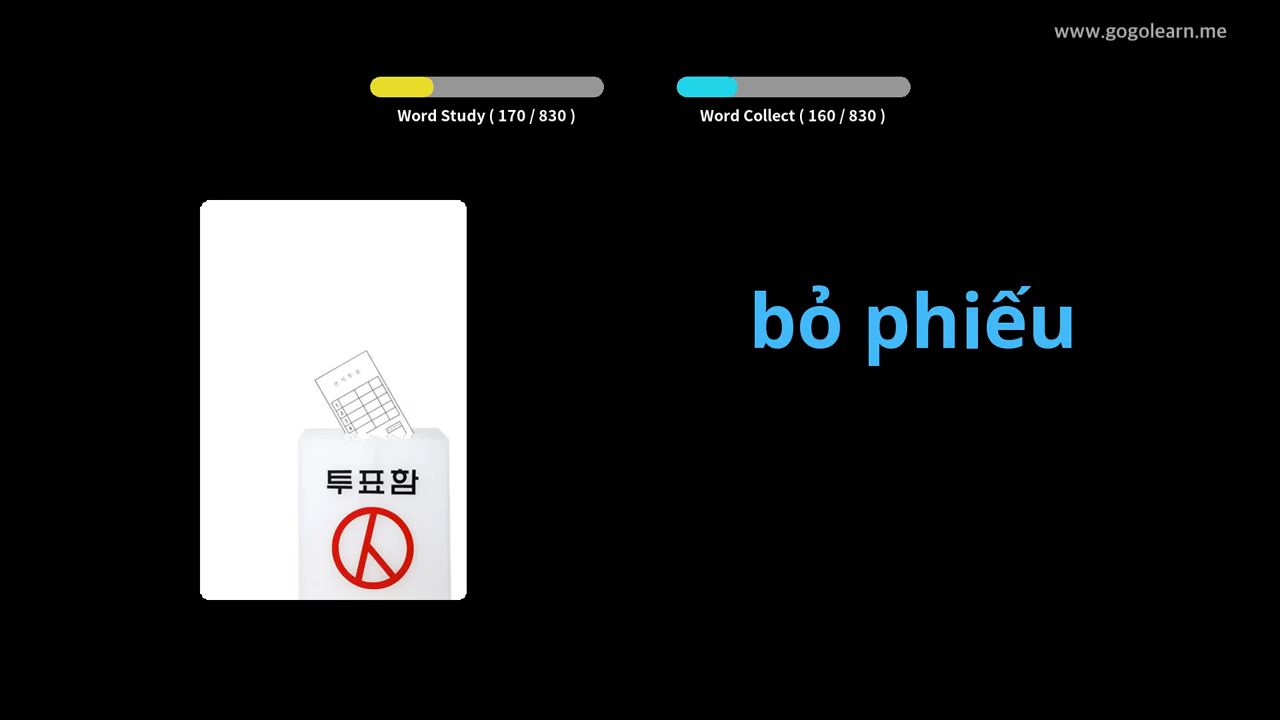 www.gogolearn.me
Word Study ( 170 / 830 )
Word Collect ( 160 / 830 )
bỏ phiếu
투표함